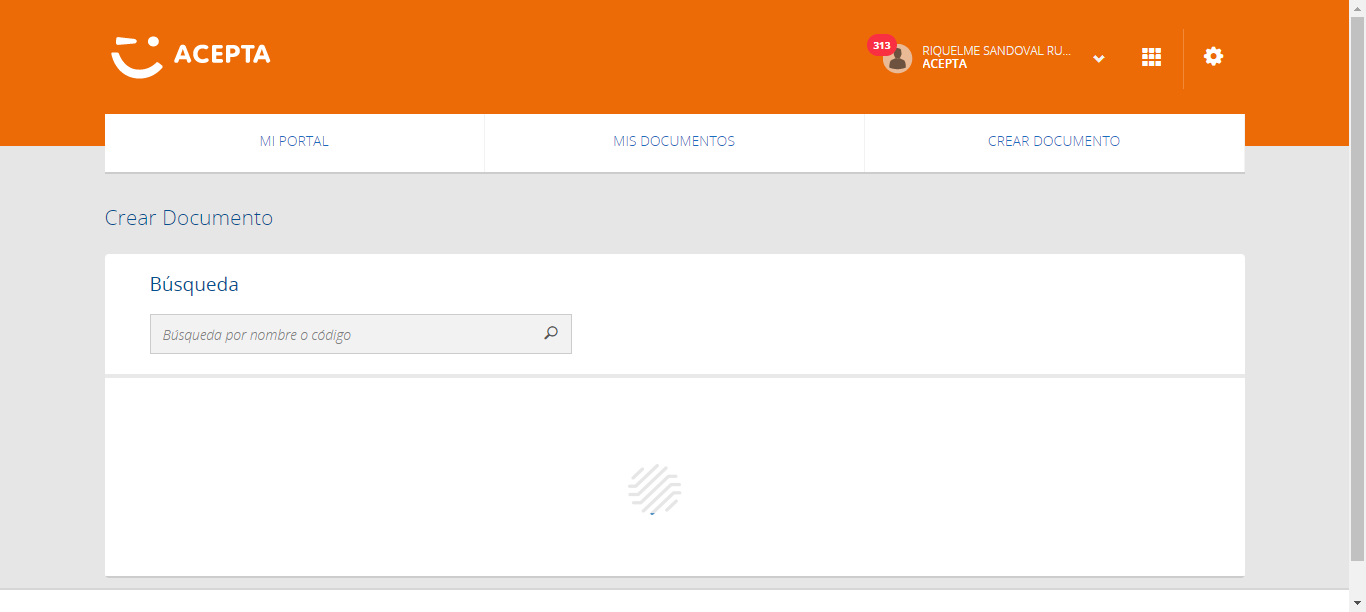 ACEPTA
313
RIQUELME SANDOVAL RU...
ACEPTA
MI PORTAL
MIS DOCUMENTOS
CREAR DOCUMENTO
Crear Documento
Búsqueda
Búsqueda por nombre o código